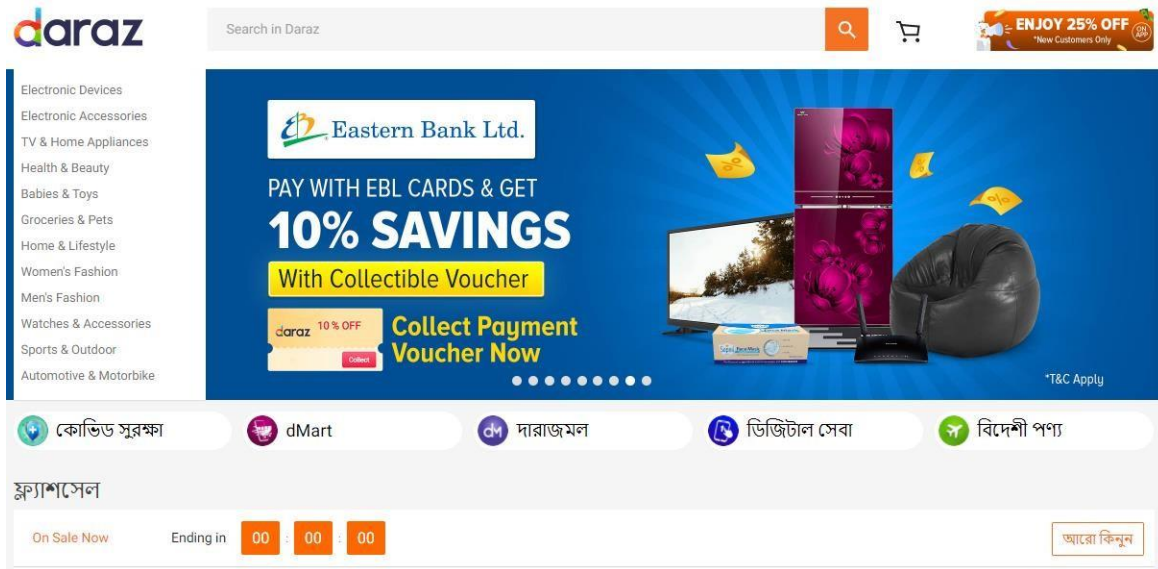 daraz
Search in Daraz
ENJOY 25% OFF
*New Customers Only
ON APP
Electronic Devices
Electronic Accessories
TV & Home Appliances
Health & Beauty
Babies & Toys
Groceries & Pets
Home & Lifestyle
Women's Fashion
Men's Fashion
Watches & Accessories
Sports & Outdoor
Automotive & Motorbike
Eastern Bank Ltd.
PAY WITH EBL CARDS & GET
10% SAVINGS
With Collectible Voucher
daraz 10% OFF
Collect
Collect Payment
Voucher Now
*T&C Apply
কোভিড সুরক্ষা
dMart
দারাজমল
ডিজিটাল সেবা
বিদেশী পণ্য
ফ্ল্যাশসেল
On Sale Now
Ending in 00 : 00 : 00
আরো কিনুন